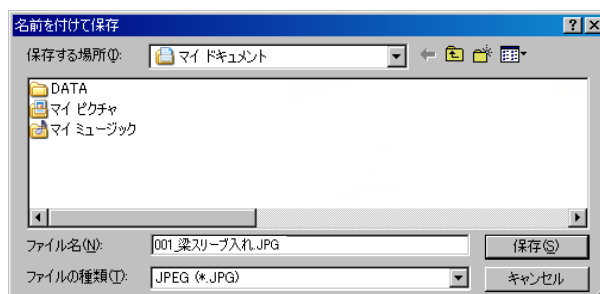 名前を付けて保存
保存する場所(I): マイ ドキュメント
DATA
マイ ピクチャ
マイ ミュージック
ファイル名(N): 001_梁スリーブ入れ.JPG 保存(S)
ファイルの種類(T): JPEG (*.JPG) キャンセル